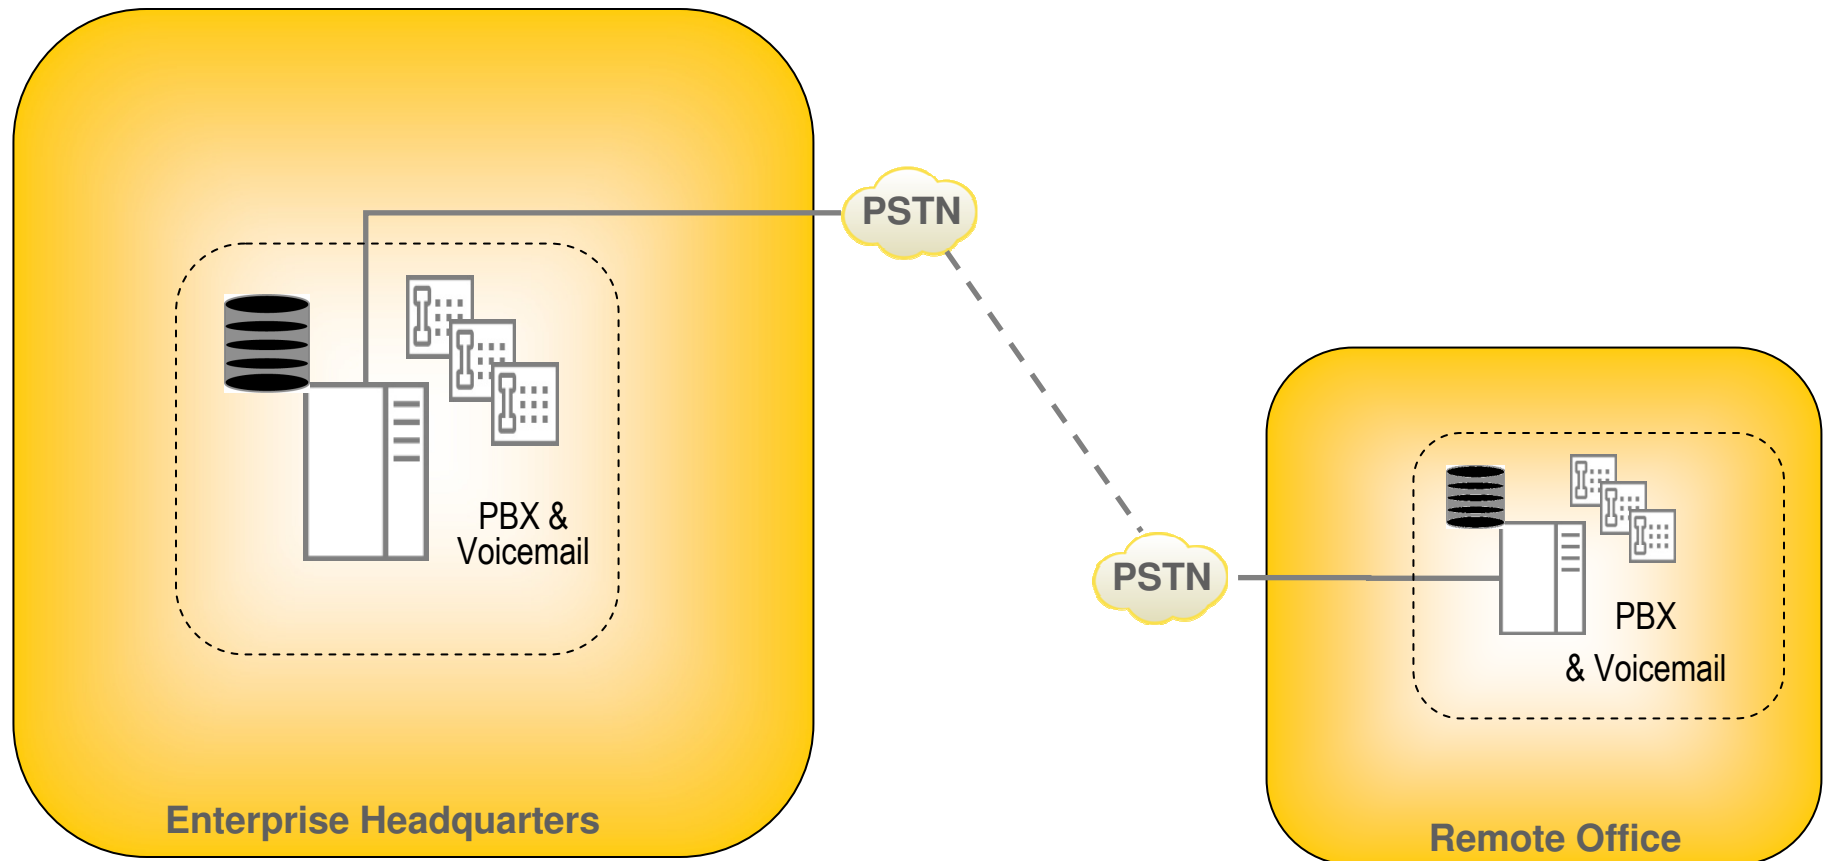 PSTN
PBX &
Voicemail
Enterprise Headquarters
PSTN
PBX
& Voicemail
Remote Office